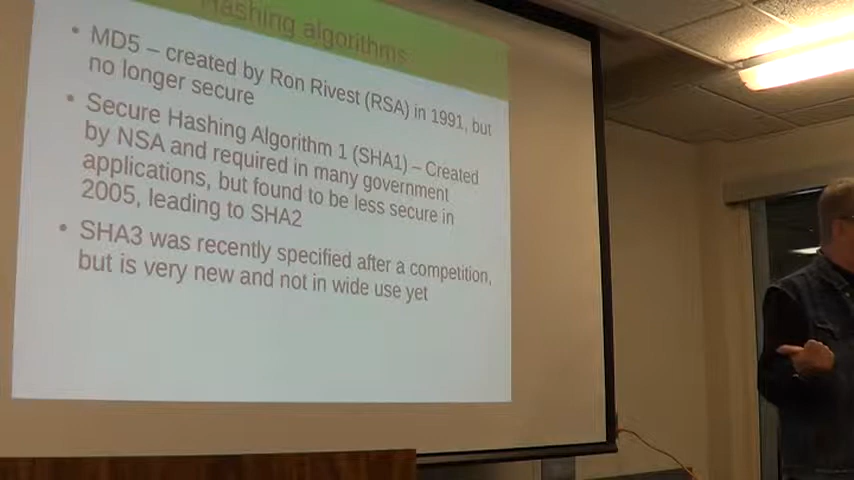 Hashing algorithms
• MD5 – created by Ron Rivest (RSA) in 1991, but
no longer secure
• Secure Hashing Algorithm 1 (SHA1) – Created
by NSA and required in many government
applications, but found to be less secure in
2005, leading to SHA2
• SHA3 was recently specified after a competition,
but is very new and not in wide use yet